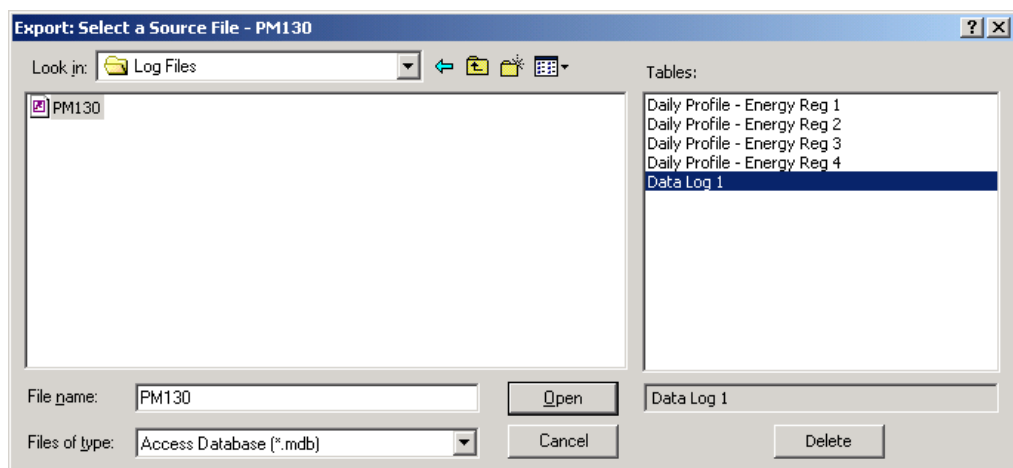 Export: Select a Source File - PM130
Look in: Log Files
Tables:
PM130
Daily Profile - Energy Reg 1
Daily Profile - Energy Reg 2
Daily Profile - Energy Reg 3
Daily Profile - Energy Reg 4
Data Log 1
File name: PM130 Open Data Log 1
Files of type: Access Database (*.mdb) Cancel Delete